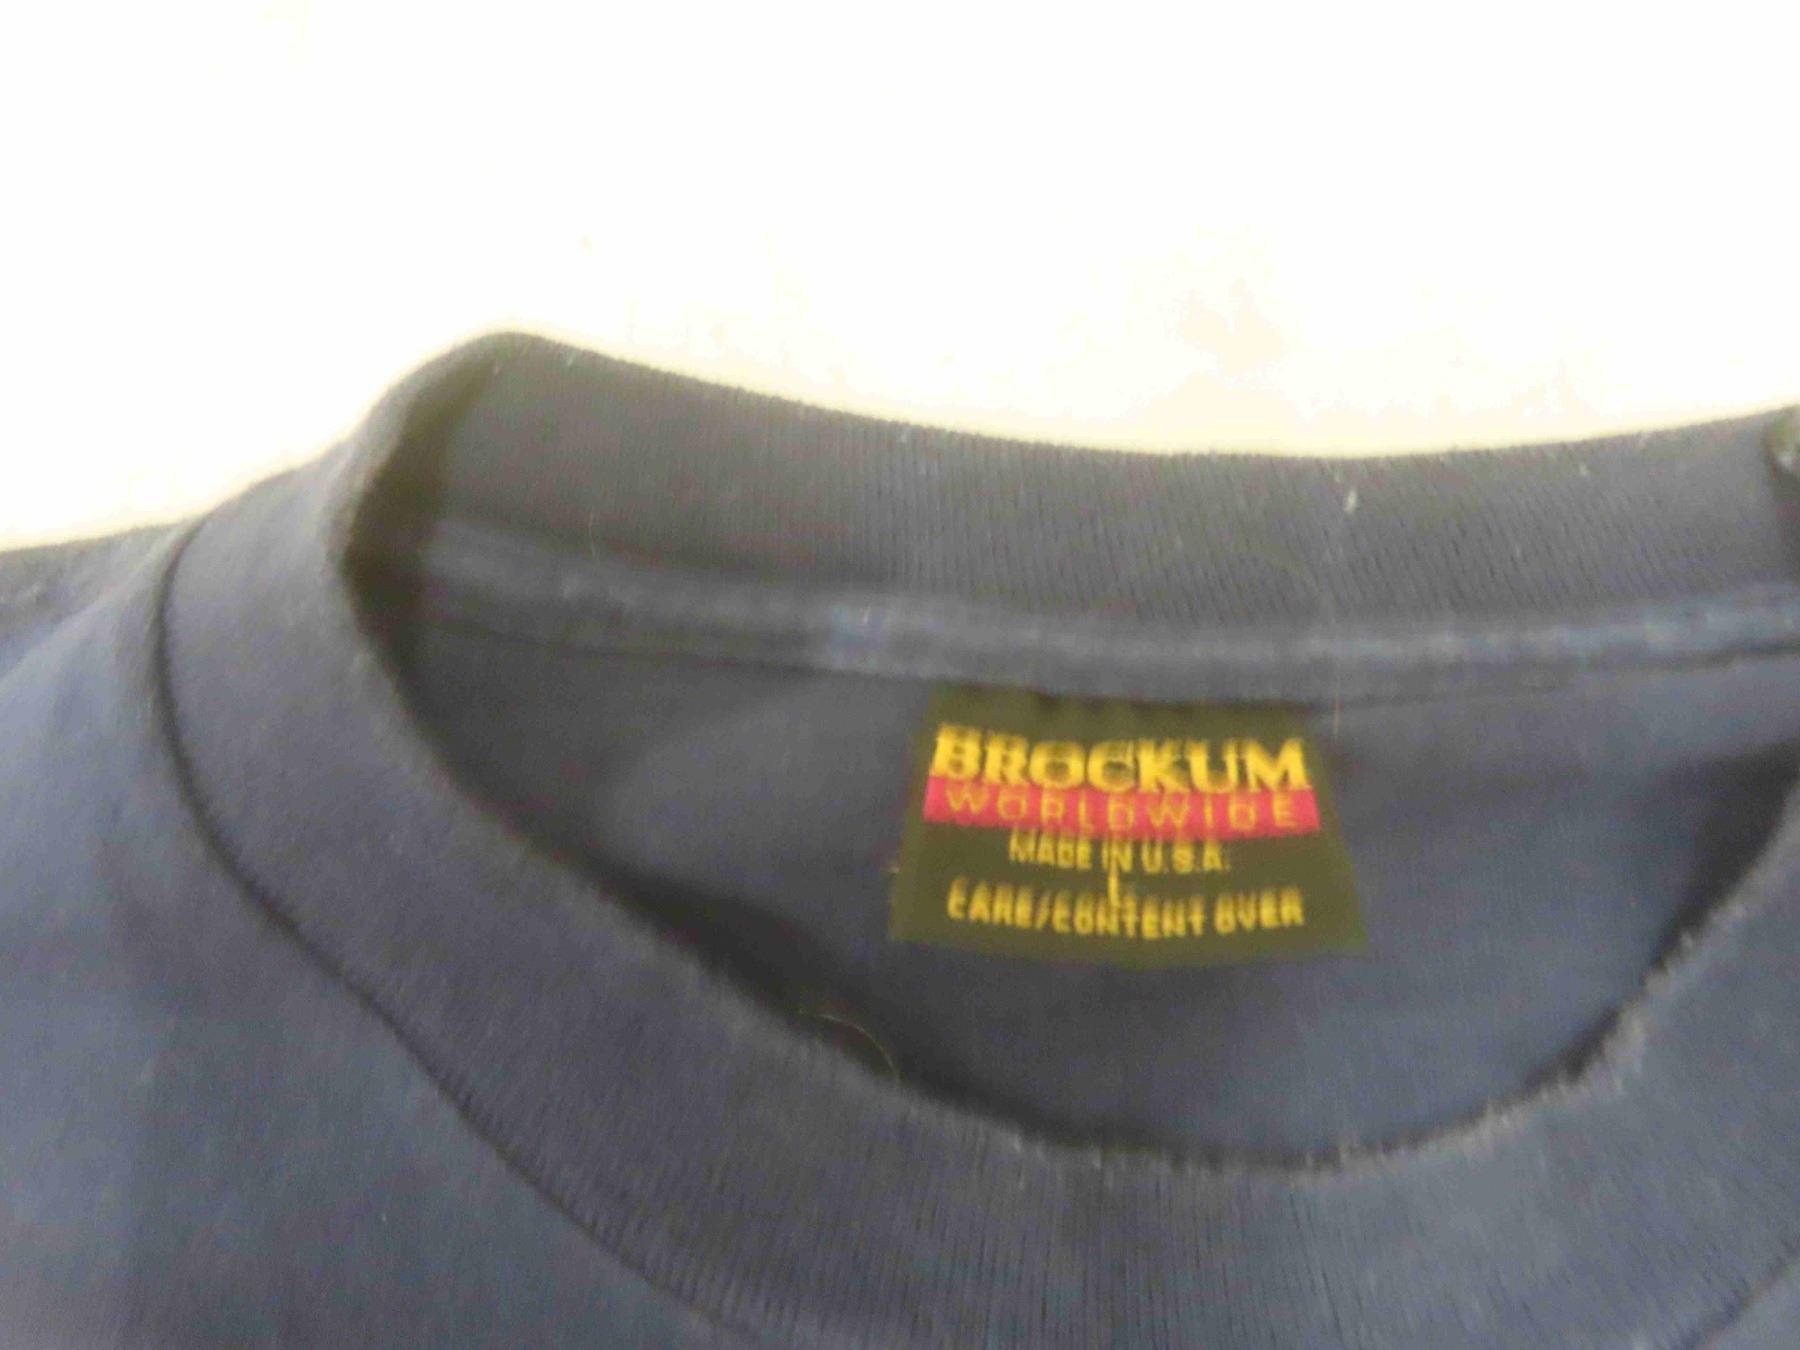 BROCKUM
WORLDWIDE
MADE IN U.S.A.
L
CARE/CONTENT OVER